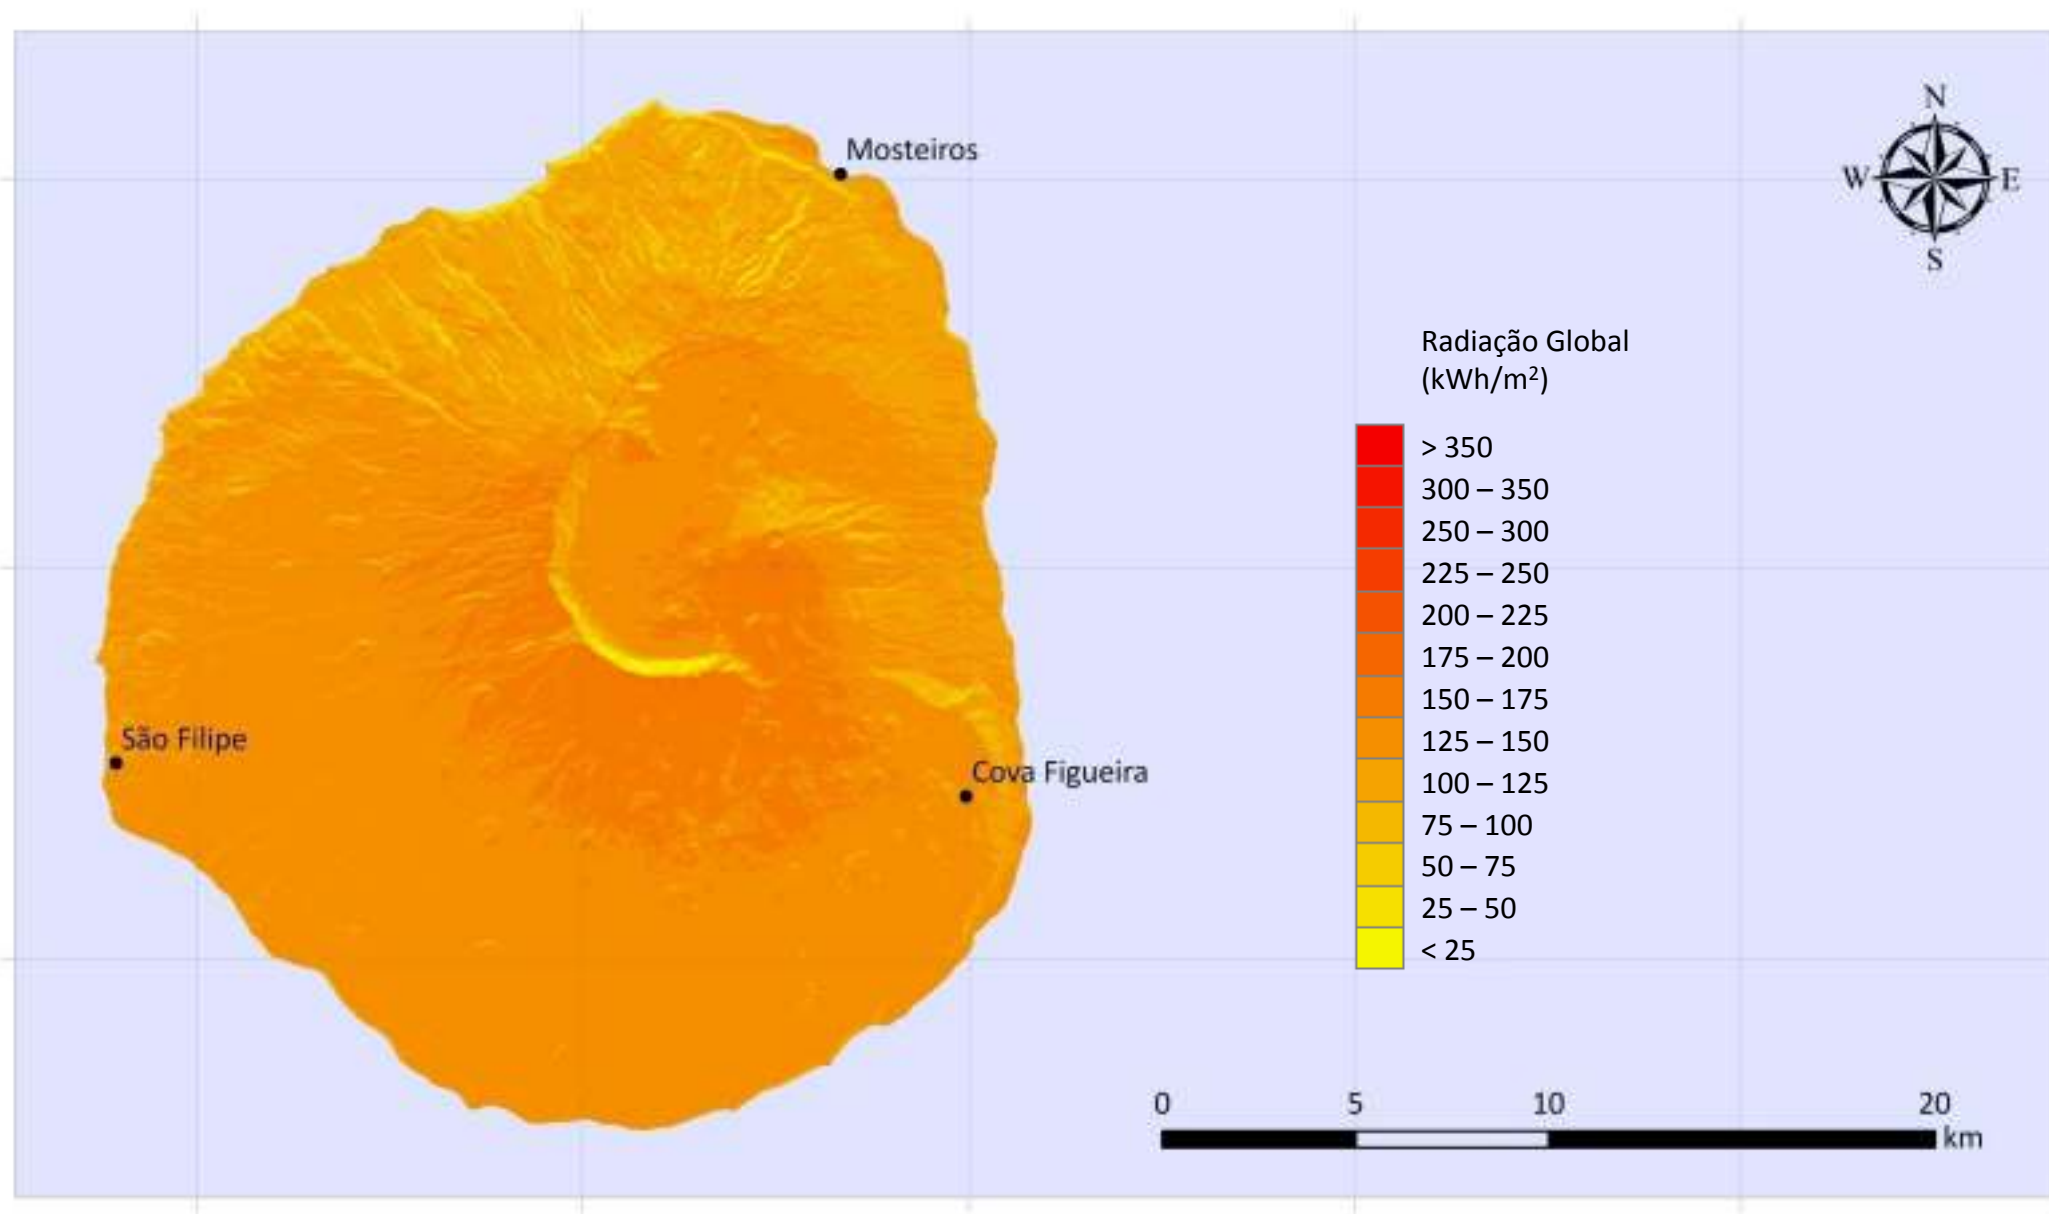 N
Mosteiros
W
E
S
Radiação Global
(kWh/m²)
> 350
300 – 350
250 – 300
225 – 250
200 – 225
175 – 200
150 – 175
125 – 150
100 – 125
75 – 100
50 – 75
25 – 50
< 25
São Filipe
Cova Figueira
0 5 10 20
km